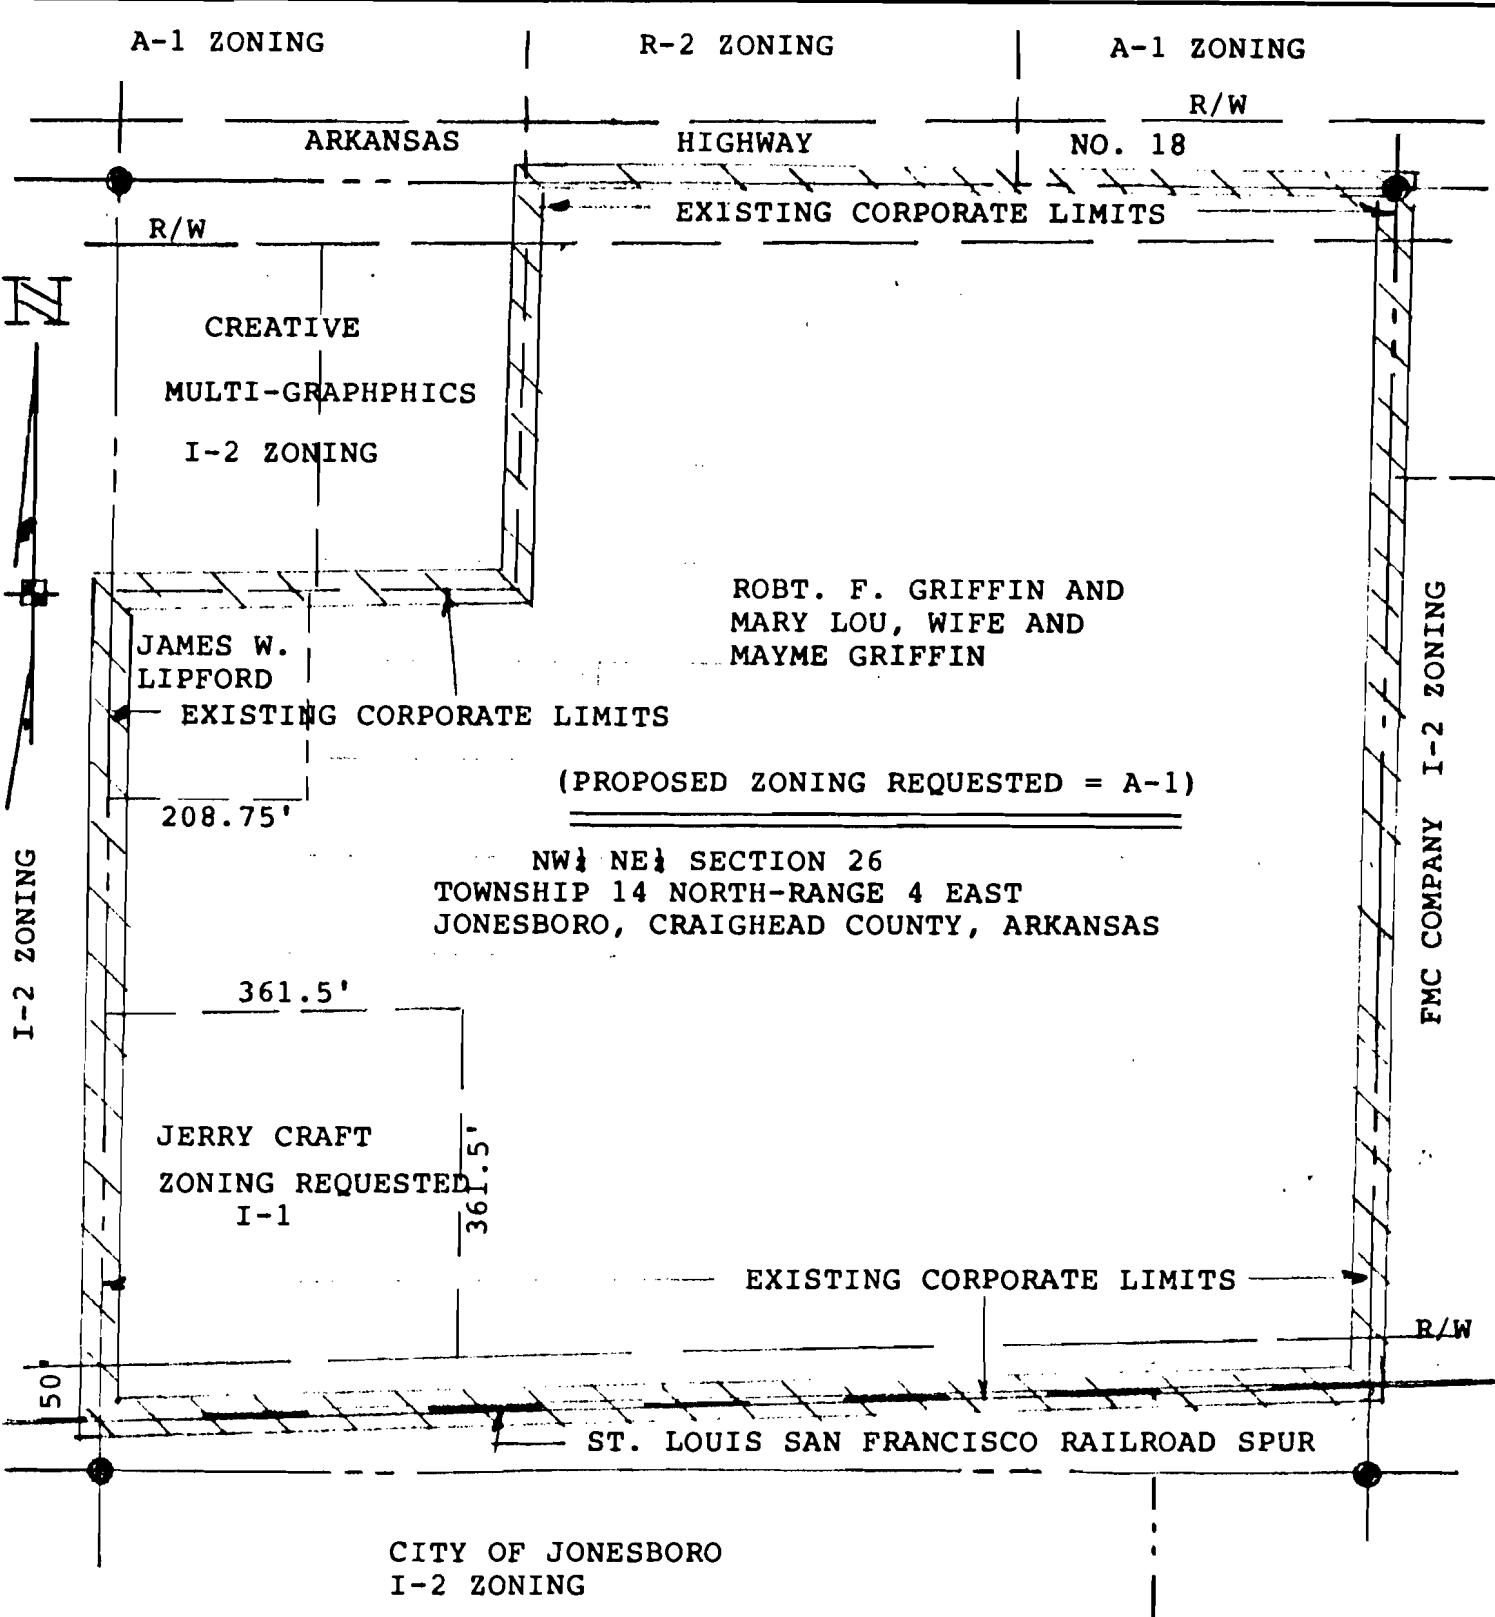 A-1 ZONING
R-2 ZONING
A-1 ZONING
R/W
ARKANSAS HIGHWAY NO. 18
EXISTING CORPORATE LIMITS
R/W
N
CREATIVE
MULTI-GRAPHPHICS
I-2 ZONING
ROBT. F. GRIFFIN AND
MARY LOU, WIFE AND
MAYME GRIFFIN
JAMES W.
LIPFORD
EXISTING CORPORATE LIMITS
208.75'
(PROPOSED ZONING REQUESTED = A-1)
NW¼ NE¼ SECTION 26
TOWNSHIP 14 NORTH-RANGE 4 EAST
JONESBORO, CRAIGHEAD COUNTY, ARKANSAS
I-2 ZONING
FMC COMPANY I-2 ZONING
361.5'
361.5'
JERRY CRAFT
ZONING REQUESTED
I-1
EXISTING CORPORATE LIMITS
R/W
50'
ST. LOUIS SAN FRANCISCO RAILROAD SPUR
CITY OF JONESBORO
I-2 ZONING